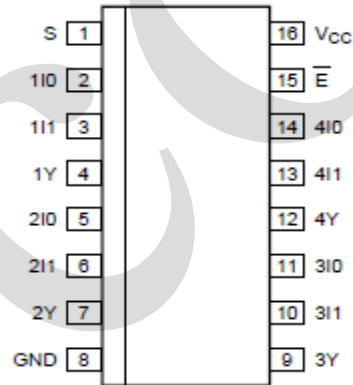 S 1 16 VCC
1I0 2 15 E̅
1I1 3 14 4I0
1Y 4 13 4I1
2I0 5 12 4Y
2I1 6 11 3I0
2Y 7 10 3I1
GND 8 9 3Y